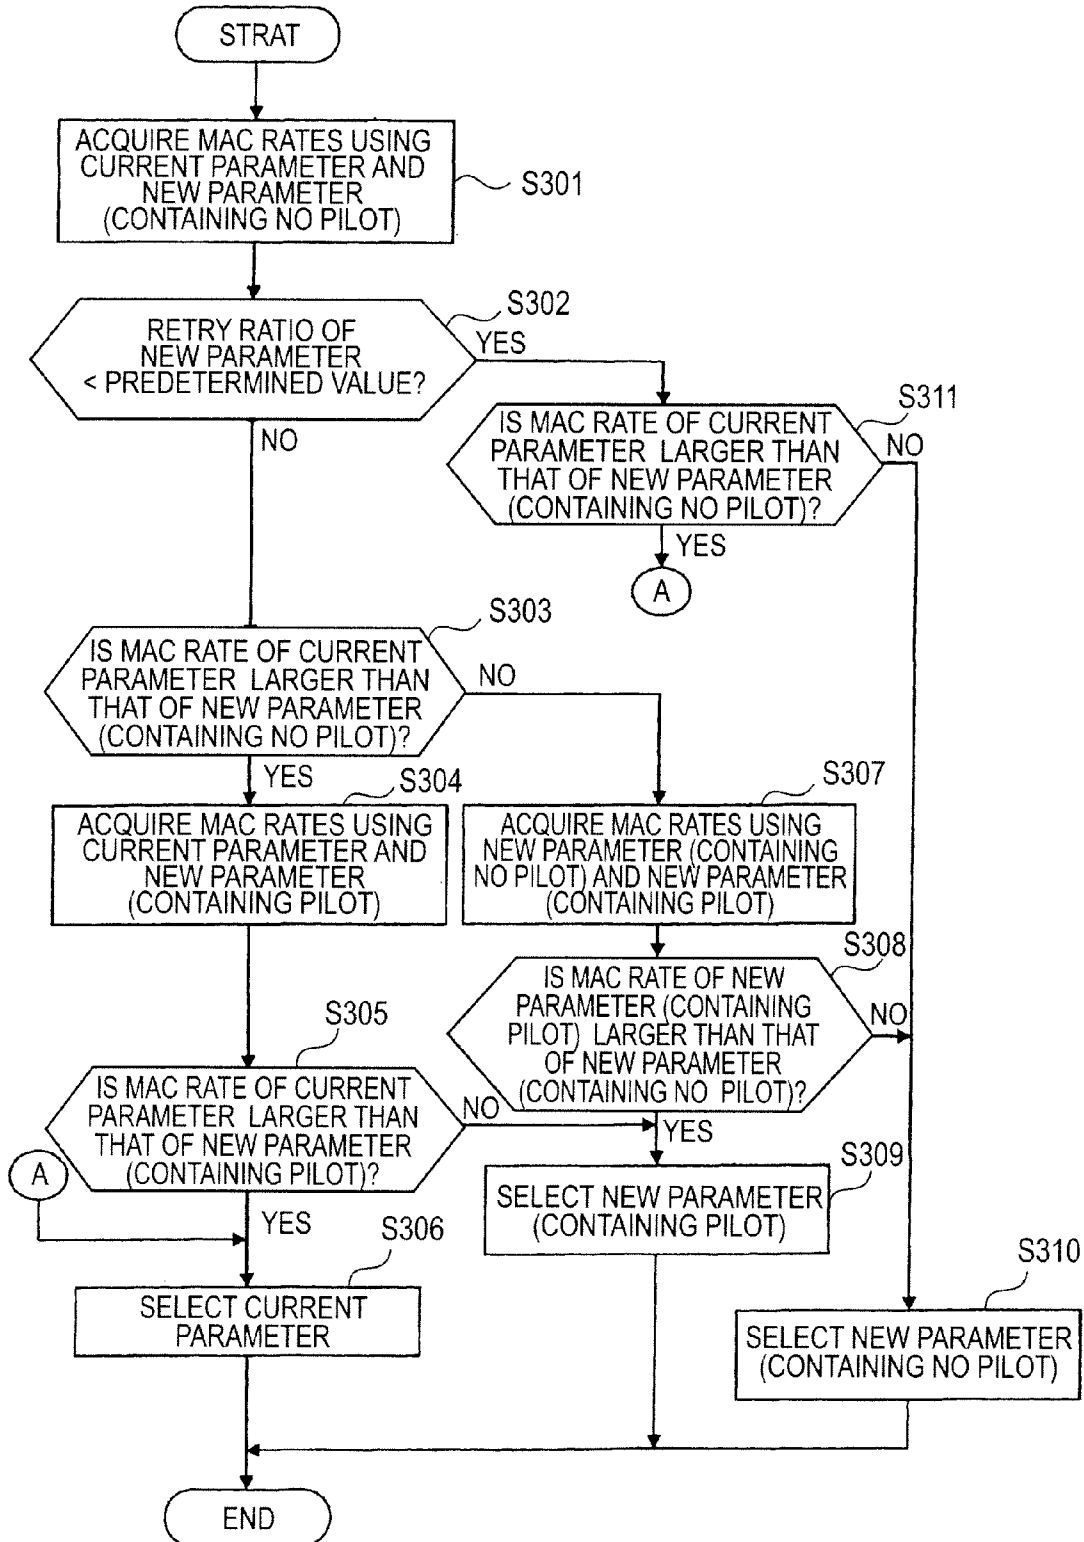 STRAT
ACQUIRE MAC RATES USING
CURRENT PARAMETER AND
NEW PARAMETER
(CONTAINING NO PILOT)
S301
S302
RETRY RATIO OF
NEW PARAMETER
< PREDETERMINED VALUE?
YES
NO
S311
IS MAC RATE OF CURRENT
PARAMETER LARGER THAN
THAT OF NEW PARAMETER
(CONTAINING NO PILOT)?
NO
YES
A
S303
IS MAC RATE OF CURRENT
PARAMETER LARGER THAN
THAT OF NEW PARAMETER
(CONTAINING NO PILOT)?
NO
YES
S304
ACQUIRE MAC RATES USING
CURRENT PARAMETER AND
NEW PARAMETER
(CONTAINING PILOT)
S307
ACQUIRE MAC RATES USING
NEW PARAMETER (CONTAINING
NO PILOT) AND NEW PARAMETER
(CONTAINING PILOT)
S308
IS MAC RATE OF NEW
PARAMETER (CONTAINING
PILOT) LARGER THAN THAT
OF NEW PARAMETER
(CONTAINING NO PILOT)?
NO
YES
S305
IS MAC RATE OF CURRENT
PARAMETER LARGER THAN
THAT OF NEW PARAMETER
(CONTAINING PILOT)?
NO
A
YES
S309
SELECT NEW PARAMETER
(CONTAINING PILOT)
S306
SELECT CURRENT
PARAMETER
S310
SELECT NEW PARAMETER
(CONTAINING NO PILOT)
END